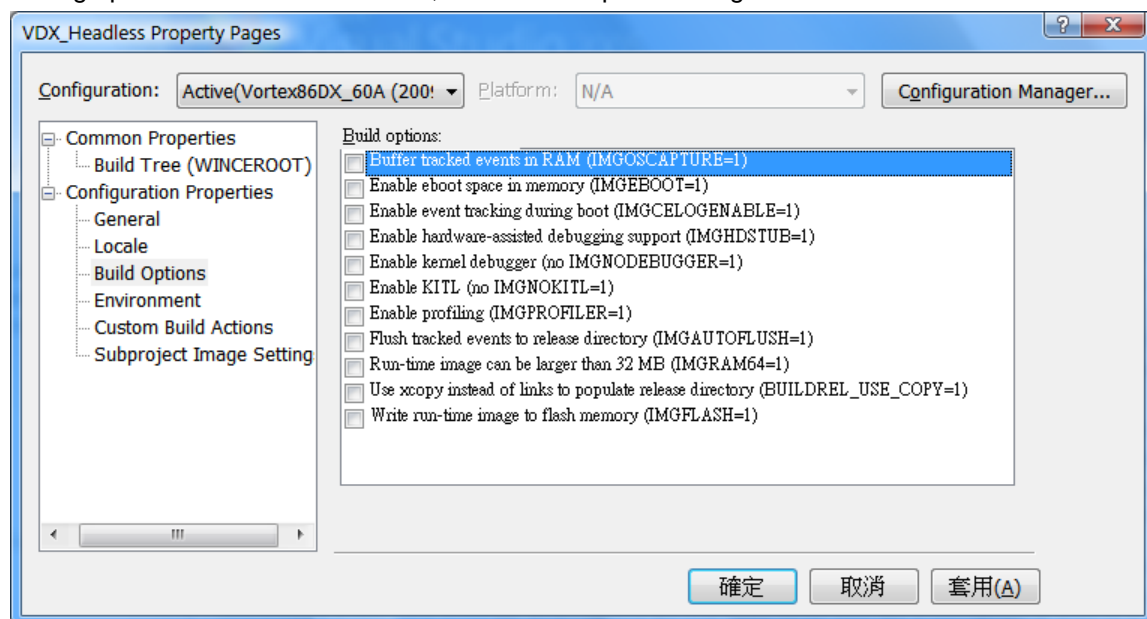 VDX_Headless Property Pages
Configuration: Active(Vortex86DX_60A (200 Platform: N/A Configuration Manager...
Common Properties
Build Tree (WINCEROOT)
Configuration Properties
General
Locale
Build Options
Environment
Custom Build Actions
Subproject Image Setting
Build options:
Buffer tracked events in RAM (IMGOSCAPTURE=1)
Enable eboot space in memory (IMGEBOOT=1)
Enable event tracking during boot (IMGCELOGENABLE=1)
Enable hardware-assisted debugging support (IMGHDSTUB=1)
Enable kernel debugger (no IMGNODEBUGGER=1)
Enable KITL (no IMGNOKITL=1)
Enable profiling (IMGPROFILER=1)
Flush tracked events to release directory (IMGAUTOFLUSH=1)
Run-time image can be larger than 32 MB (IMGRAM64=1)
Use xcopy instead of links to populate release directory (BUILDREL_USE_COPY=1)
Write run-time image to flash memory (IMGFLASH=1)
確定 取消 套用(A)